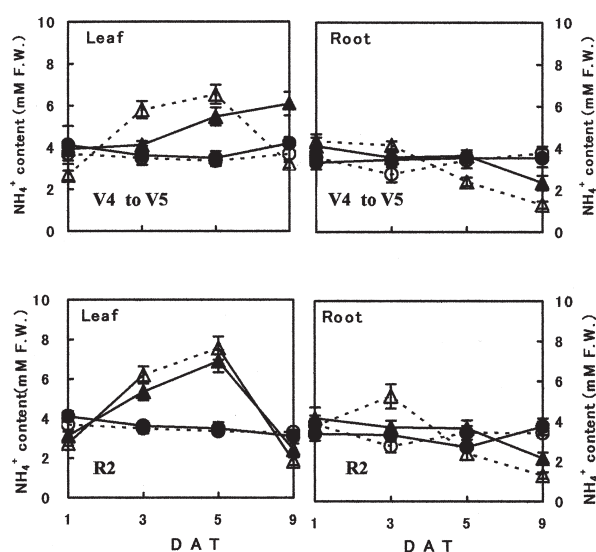 Leaf
Root
10
8
6
4
2
0
NH₄⁺ content (mM F.W.)
V4 to V5
V4 to V5
10
8
6
4
2
0
NH₄⁺ content (mM F.W.)
Leaf
Root
10
8
6
4
2
0
NH₄⁺ content(mM F.W.)
R2
R2
10
8
6
4
2
0
NH₄⁺ content (mM F.W.)
1 3 5 9
1 3 5 9
D A T
D A T